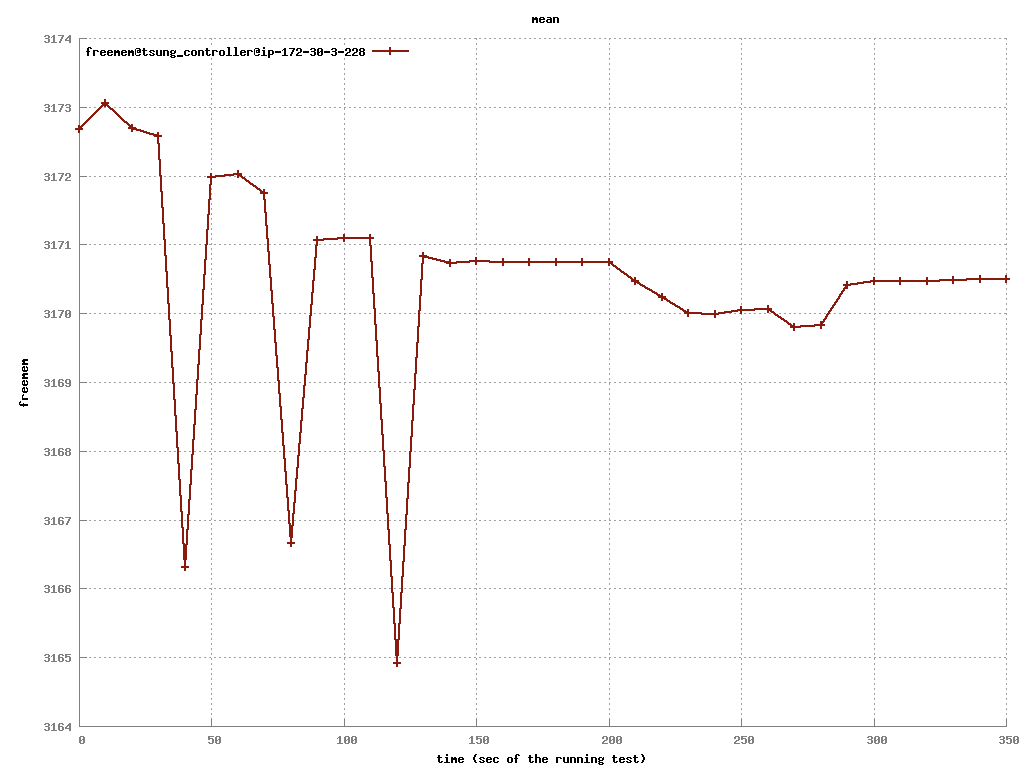 mean
freemem@tsung_controller@ip-172-30-3-228
3174
3173
3172
3171
3170
3169
3168
3167
3166
3165
3164
freemem
0 50 100 150 200 250 300 350
time (sec of the running test)